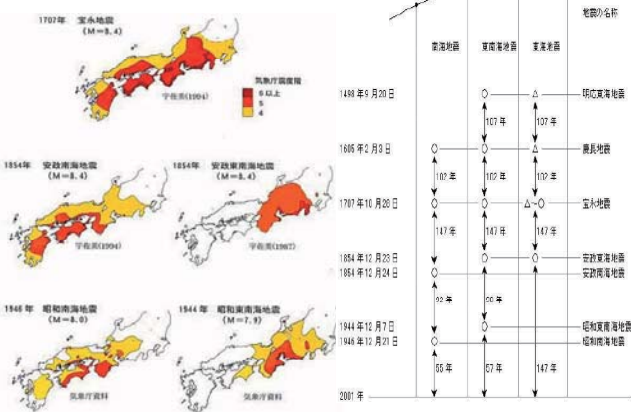 1707年 宝永地震
(M=8.4)
気象庁震度階
6以上
5
4
宇佐美(1994)
1854年 安政南海地震
(M=8.4)
宇佐美(1994)
1854年 安政東南海地震
(M=8.4)
宇佐美(1987)
1946年 昭和南海地震
(M=8.0)
気象庁資料
1944年 昭和東南海地震
(M=7.9)
気象庁資料
地震の名称
南海地震
東南海地震
東海地震
1498年9月20日
明応東海地震
107年
107年
1605年2月3日
慶長地震
102年
102年
102年
1707年10月28日
宝永地震
147年
147年
147年
1854年12月23日
安政東海地震
1854年12月24日
安政南海地震
92年
90年
1944年12月7日
昭和東南海地震
1946年12月21日
昭和南海地震
55年
57年
147年
2001年